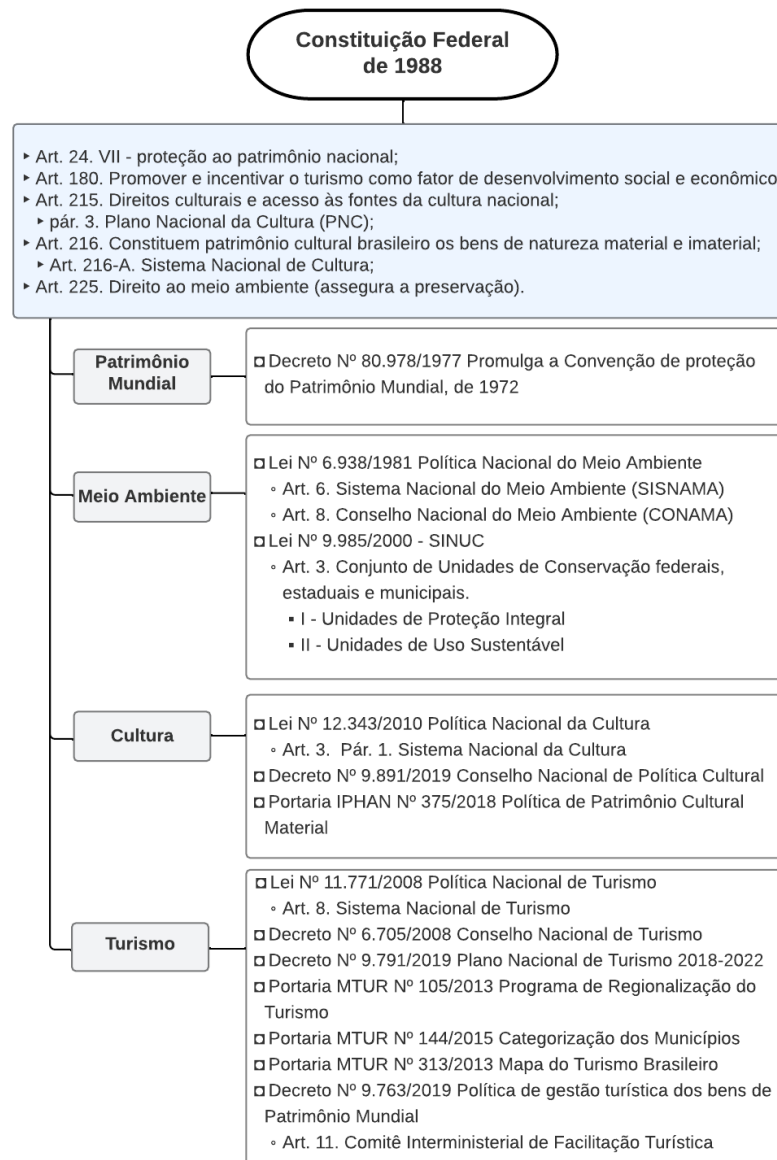 Constituição Federal
de 1988
‣ Art. 24. VII - proteção ao patrimônio nacional;
‣ Art. 180. Promover e incentivar o turismo como fator de desenvolvimento social e econômico
‣ Art. 215. Direitos culturais e acesso às fontes da cultura nacional;
‣ pár. 3. Plano Nacional da Cultura (PNC);
‣ Art. 216. Constituem patrimônio cultural brasileiro os bens de natureza material e imaterial;
‣ Art. 216-A. Sistema Nacional de Cultura;
‣ Art. 225. Direito ao meio ambiente (assegura a preservação).
Patrimônio
Mundial
◘ Decreto Nº 80.978/1977 Promulga a Convenção de proteção
do Patrimônio Mundial, de 1972
Meio Ambiente
◘ Lei Nº 6.938/1981 Política Nacional do Meio Ambiente
◦ Art. 6. Sistema Nacional do Meio Ambiente (SISNAMA)
◦ Art. 8. Conselho Nacional do Meio Ambiente (CONAMA)
◘ Lei Nº 9.985/2000 - SINUC
◦ Art. 3. Conjunto de Unidades de Conservação federais,
estaduais e municipais.
▪ I - Unidades de Proteção Integral
▪ II - Unidades de Uso Sustentável
Cultura
◘ Lei Nº 12.343/2010 Política Nacional da Cultura
◦ Art. 3. Pár. 1. Sistema Nacional da Cultura
◘ Decreto Nº 9.891/2019 Conselho Nacional de Política Cultural
◘ Portaria IPHAN Nº 375/2018 Política de Patrimônio Cultural
Material
Turismo
◘ Lei Nº 11.771/2008 Política Nacional de Turismo
◦ Art. 8. Sistema Nacional de Turismo
◘ Decreto Nº 6.705/2008 Conselho Nacional de Turismo
◘ Decreto Nº 9.791/2019 Plano Nacional de Turismo 2018-2022
◘ Portaria MTUR Nº 105/2013 Programa de Regionalização do
Turismo
◘ Portaria MTUR Nº 144/2015 Categorização dos Municípios
◘ Portaria MTUR Nº 313/2013 Mapa do Turismo Brasileiro
◘ Decreto Nº 9.763/2019 Política de gestão turística dos bens de
Patrimônio Mundial
◦ Art. 11. Comitê Interministerial de Facilitação Turística